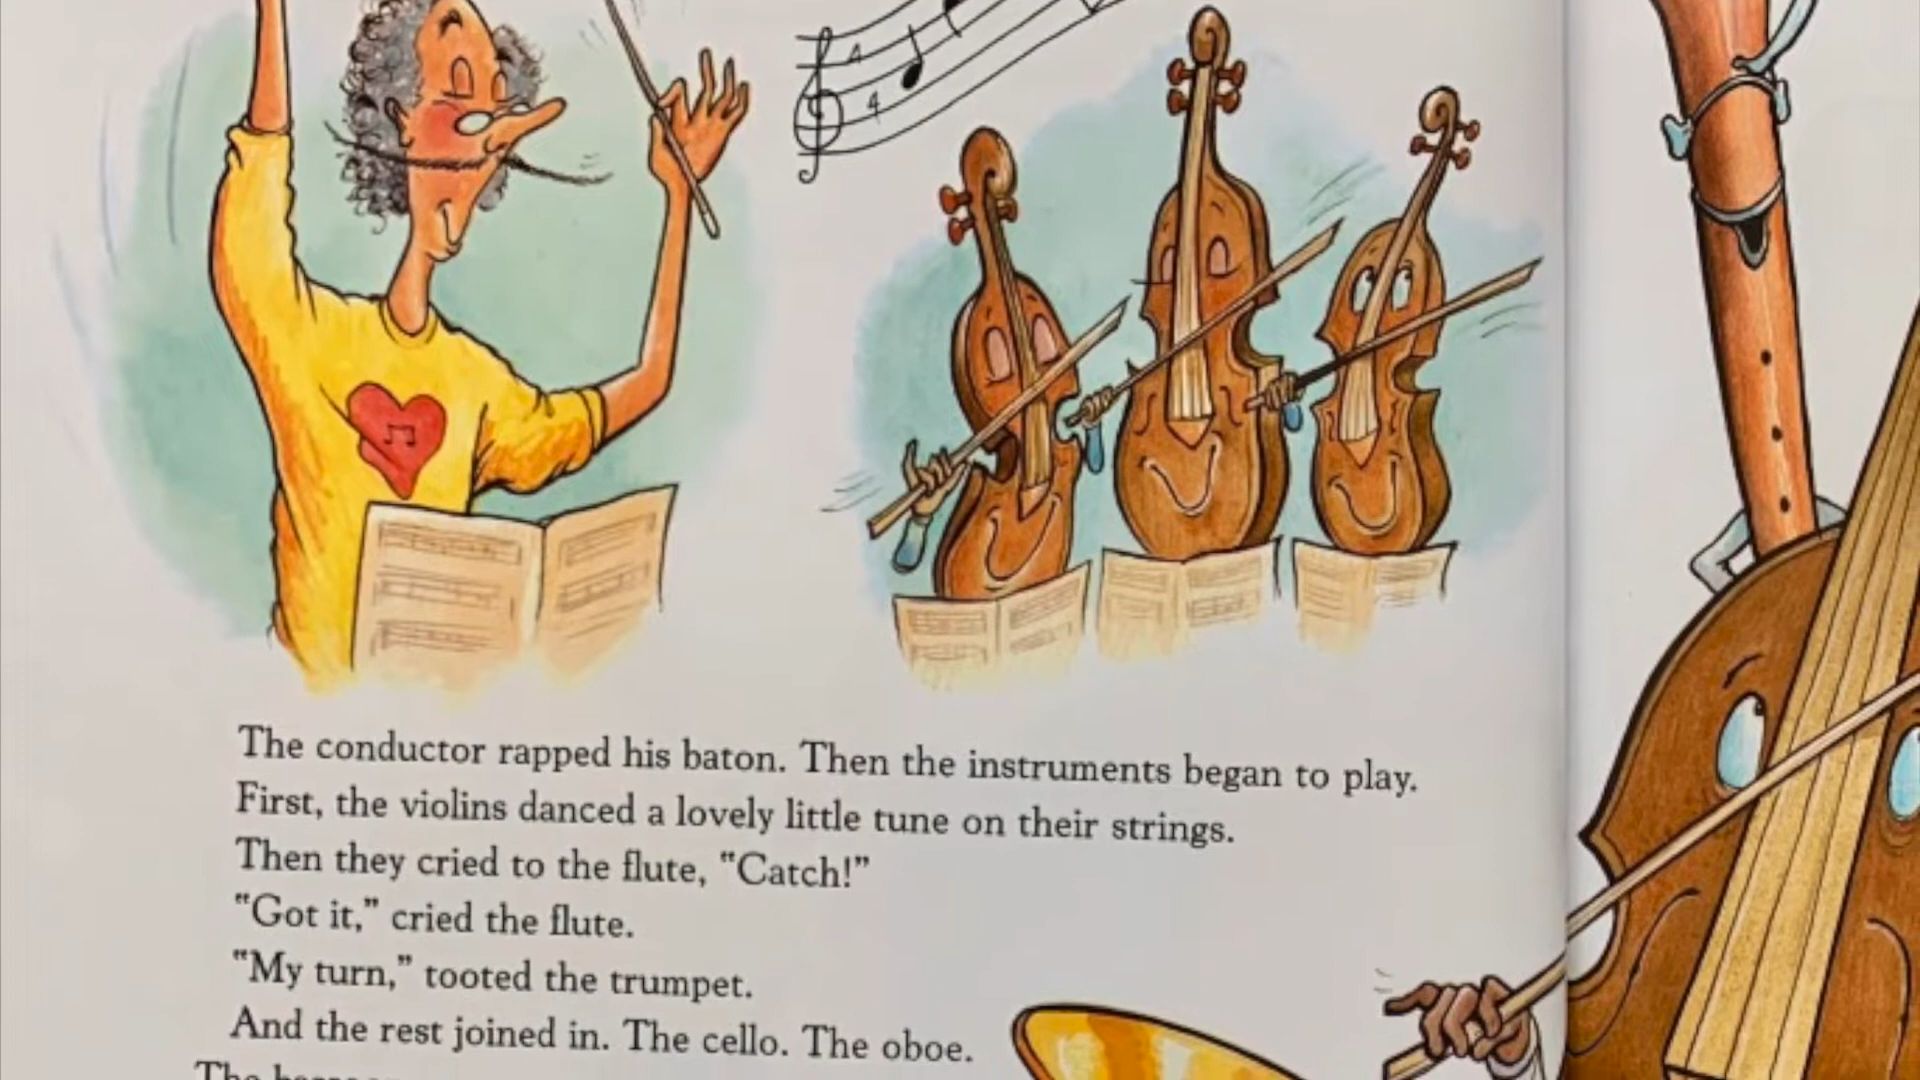 The conductor rapped his baton. Then the instruments began to play.
First, the violins danced a lovely little tune on their strings.
Then they cried to the flute, "Catch!”
"Got it,” cried the flute.
"My turn,” tooted the trumpet.
And the rest joined in. The cello. The oboe.
The